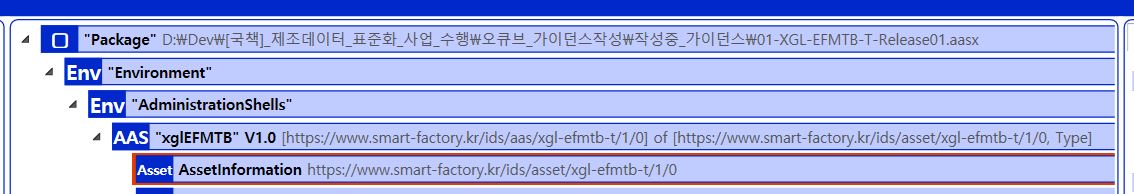 "Package" D:\Dev\[국책]_제조데이터_표준화_사업_수행\오큐브_가이던스작성\작성중_가이던스\01-XGL-EFMTB-T-Release01.aasx
Env "Environment"
Env "AdministrationShells"
AAS "xglEFMTB" V1.0 [https://www.smart-factory.kr/ids/aas/xgl-efmtb-t/1/0] of [https://www.smart-factory.kr/ids/asset/xgl-efmtb-t/1/0, Type]
Asset AssetInformation https://www.smart-factory.kr/ids/asset/xgl-efmtb-t/1/0